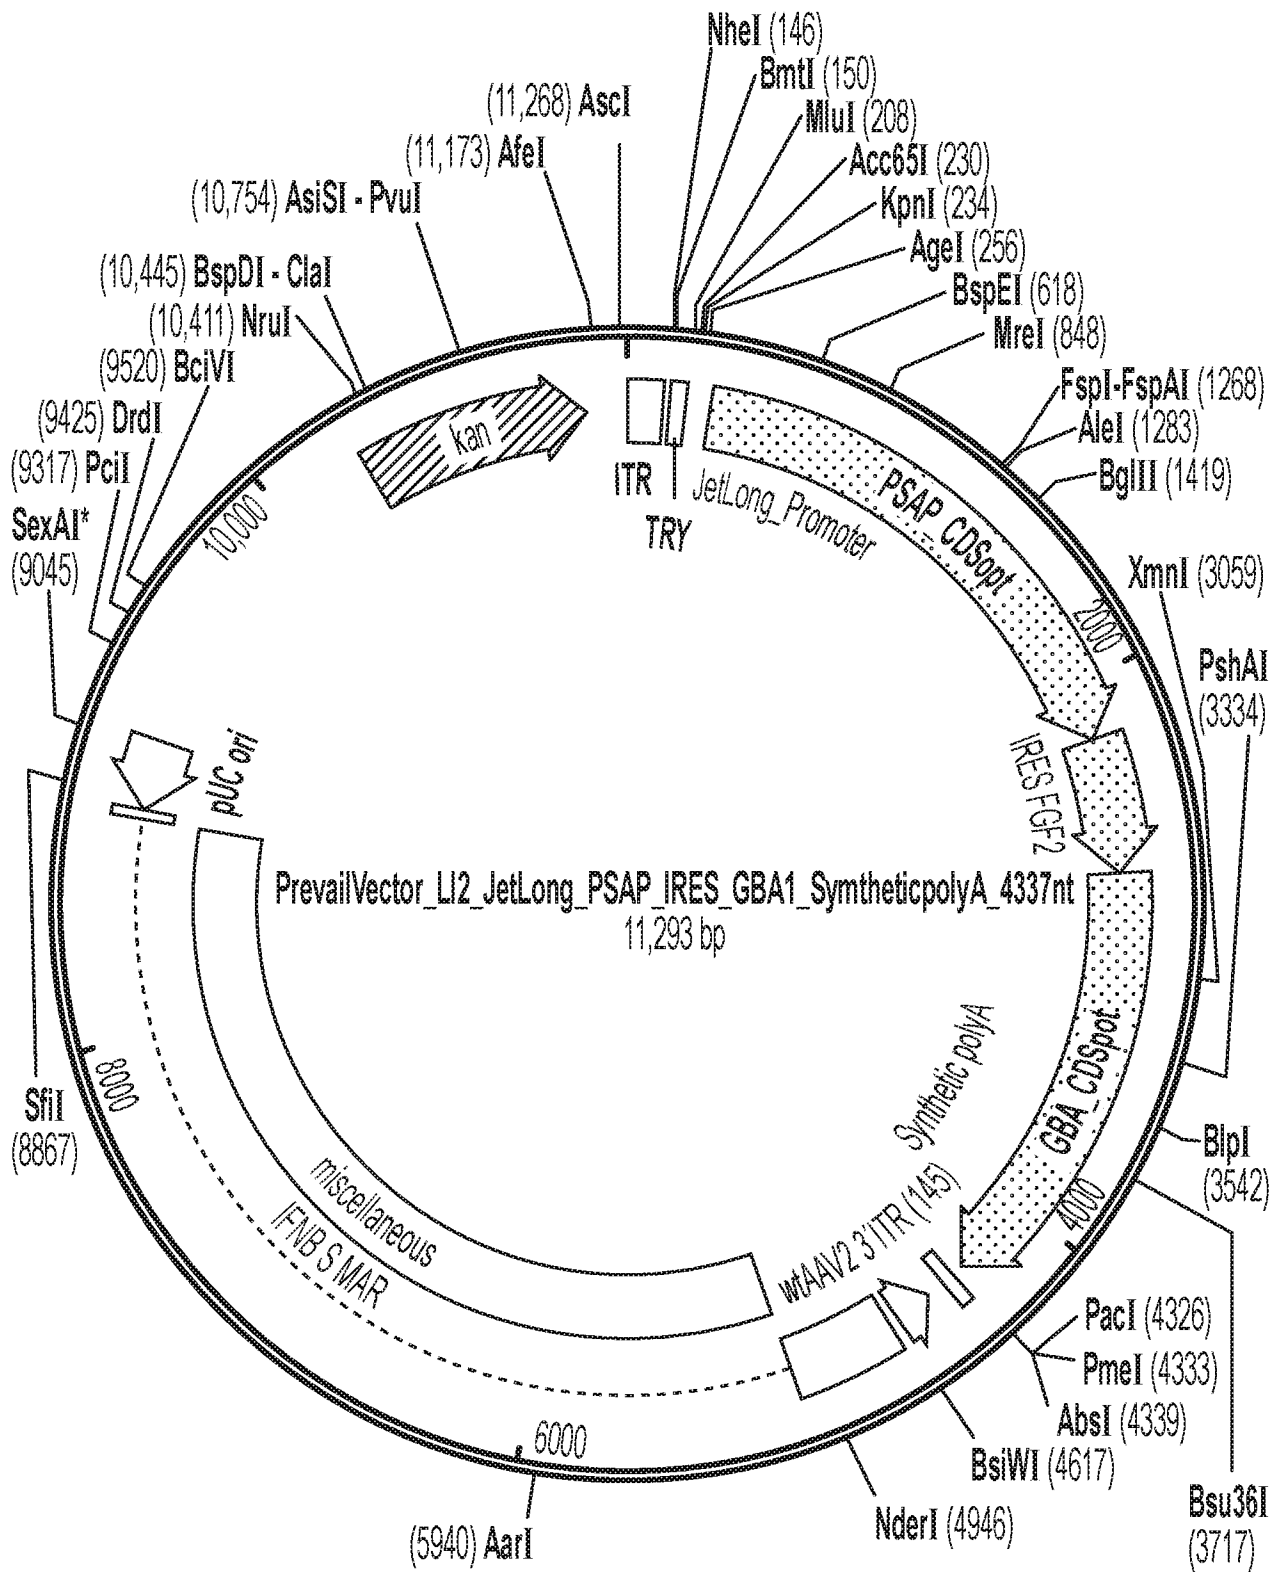 NheI (146)
BmtI (150)
MluI (208)
Acc65I (230)
KpnI (234)
AgeI (256)
BspEI (618)
MreI (848)
FspI-FspAI (1268)
AleI (1283)
BglII (1419)
XmnI (3059)
PshAI
(3334)
BlpI
(3542)
Bsu36I
(3717)
PacI (4326)
PmeI (4333)
AbsI (4339)
BsiWI (4617)
NderI (4946)
(5940) AarI
SfiI
(8867)
SexAI*
(9045)
(9317) PciI
(9425) DrdI
(9520) BciVI
(10,411) NruI
(10,445) BspDI - ClaI
(10,754) AsiSI - PvuI
(11,173) AfeI
(11,268) AscI
kan
ITR
TRY
JetLong_Promoter
PSAP_CDSopt
2000
IRES FGF2
GBA_CDSpot
4000
Synthetic polyA
wtAAV2 3'ITR (145)
6000
miscellaneous
IFNB S MAR
8000
pUC ori
10,000
PrevailVector_LI2_JetLong_PSAP_IRES_GBA1_SymtheticpolyA_4337nt
11,293 bp